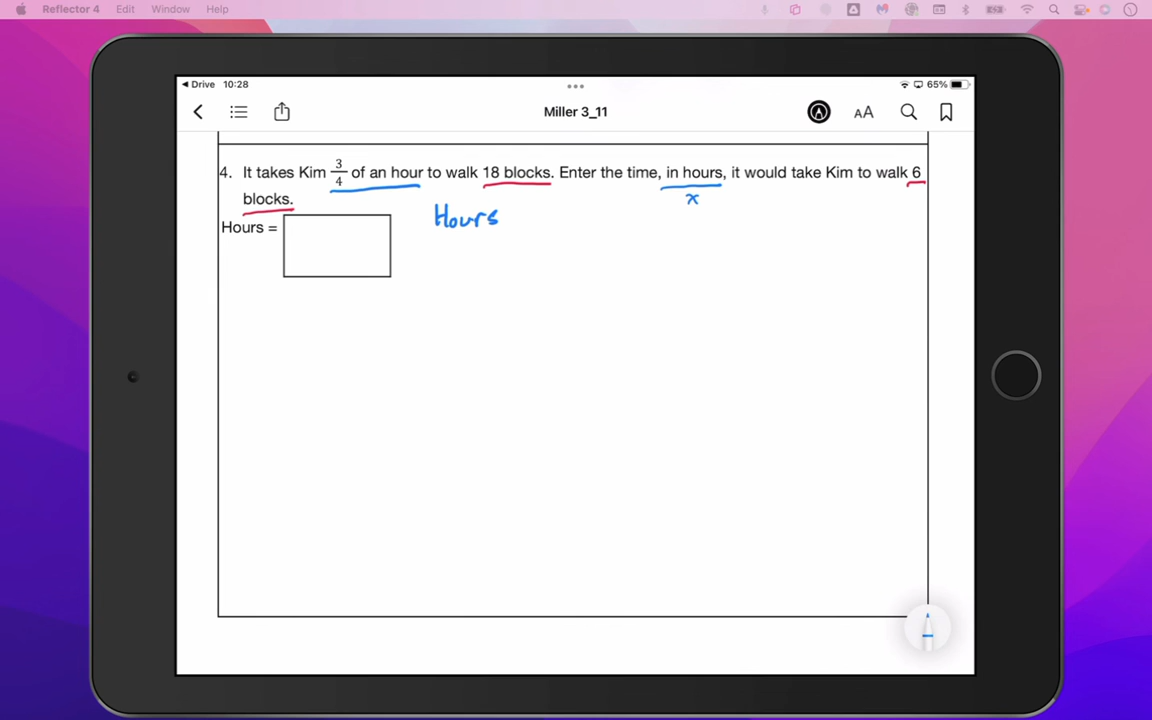 Reflector 4 Edit Window Help
Drive 10:28 65%
Miller 3_11 AA
4. It takes Kim 3/4 of an hour to walk 18 blocks. Enter the time, in hours, it would take Kim to walk 6
blocks.
x
Hours =
Hours